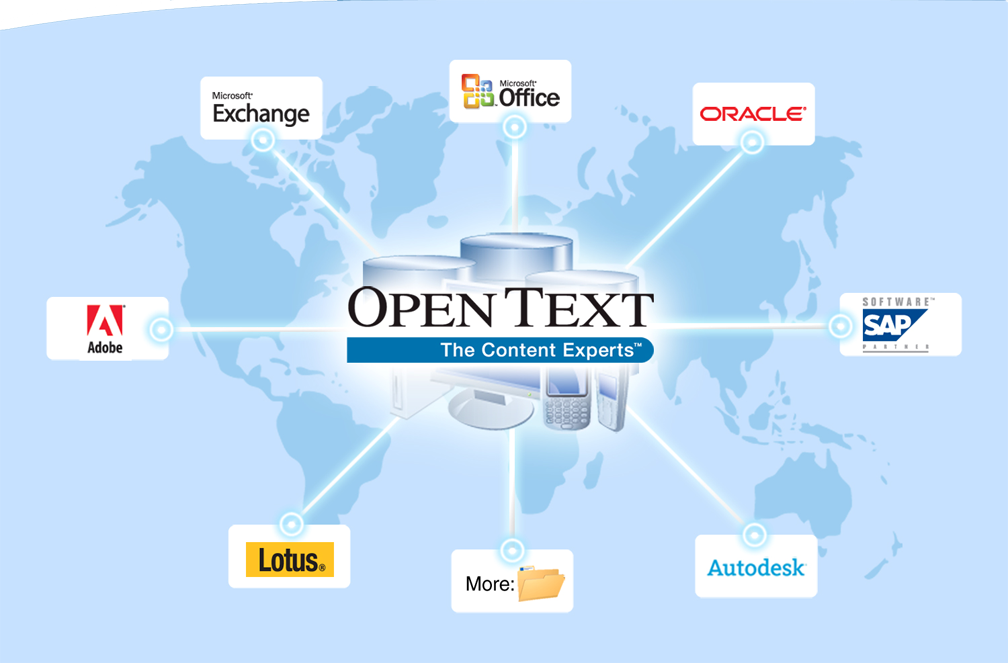 Microsoft®
Exchange
Microsoft®
Office
ORACLE®
Adobe
OPEN TEXT
The Content Experts™
SOFTWARE™
SAP
PARTNER
Lotus®
More:
Autodesk